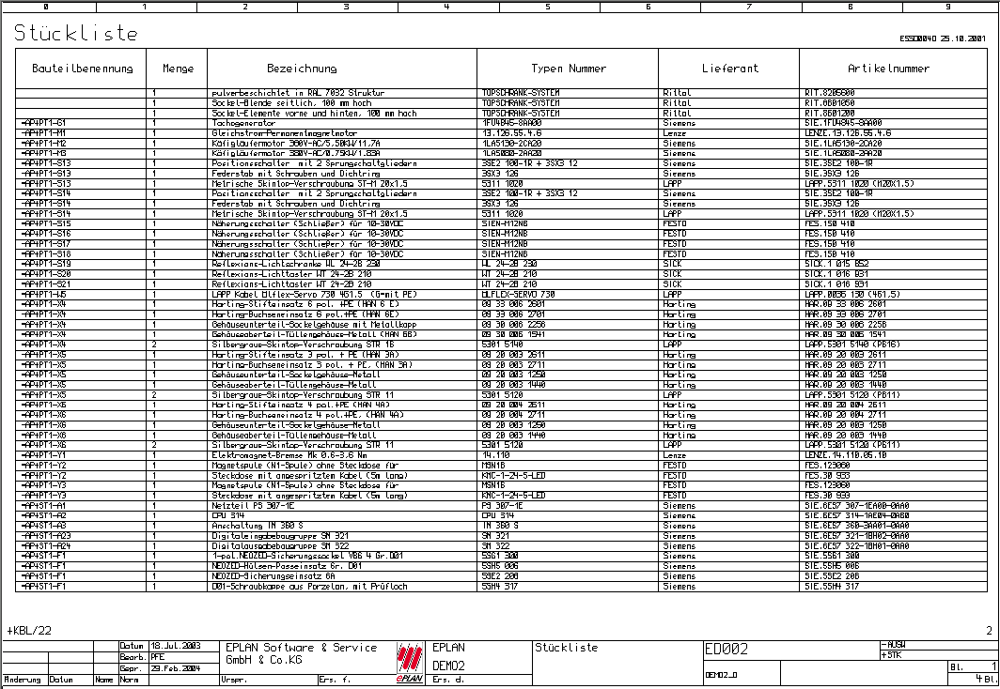 0 1 2 3 4 5 6 7 8 9
Stückliste
ESSD004D 25.10.2001
Bauteilbenennung Menge Bezeichnung Typen Nummer Lieferant Artikelnummer
1 pulverbeschichtet in RAL 7032 Struktur TOPSCHRANK-SYSTEM Rittal RIT.8205600
1 Sockel-Blende seitlich, 100 mm hoch TOPSCHRANK-SYSTEM Rittal RIT.8601050
1 Sockel-Elemente vorne und hinten, 100 mm hoch TOPSCHRANK-SYSTEM Rittal RIT.8601200
=AP+PT1-G1 1 Tachogenerator 1FU4045-8AA00 Siemens SIE.1FU4045-8AA00
=AP+PT1-M1 1 Gleichstrom-Permanentmagnetmotor 13.126.55.4.6 Lenze LENZE.13.126.55.4.6
=AP+PT1-M2 1 Käfigläufermotor 380V-AC/5,50KW/11.7A 1LA5130-2CA20 Siemens SIE.1LA5130-2CA20
=AP+PT1-M3 1 Käfigläufermotor 380V-AC/0.75KW/1.83A 1LA5080-2AA20 Siemens SIE.1LA5080-2AA20
=AP+PT1-S13 1 Positionsschalter mit 2 Sprungschaltgliedern 3SE2 100-1R + 3SX3 12 Siemens SIE.3SE2 100-1R
=AP+PT1-S13 1 Federstab mit Schrauben und Dichtring 3SX3 126 Siemens SIE.3SX3 126
=AP+PT1-S13 1 Metrische Skintop-Verschraubung ST-M 20x1,5 5311 1020 LAPP LAPP.5311 1020 (M20X1.5)
=AP+PT1-S14 1 Positionsschalter mit 2 Sprungschaltgliedern 3SE2 100-1R + 3SX3 12 Siemens SIE.3SE2 100-1R
=AP+PT1-S14 1 Federstab mit Schrauben und Dichtring 3SX3 126 Siemens SIE.3SX3 126
=AP+PT1-S14 1 Metrische Skintop-Verschraubung ST-M 20x1,5 5311 1020 LAPP LAPP.5311 1020 (M20X1.5)
=AP+PT1-S15 1 Näherungsschalter (Schließer) für 10-30VDC SIEN-M12NB FESTO FES.150 410
=AP+PT1-S16 1 Näherungsschalter (Schließer) für 10-30VDC SIEN-M12NB FESTO FES.150 410
=AP+PT1-S17 1 Näherungsschalter (Schließer) für 10-30VDC SIEN-M12NB FESTO FES.150 410
=AP+PT1-S18 1 Näherungsschalter (Schließer) für 10-30VDC SIEN-M12NB FESTO FES.150 410
=AP+PT1-S19 1 Reflexions-Lichtschranke WL 24-2B 230 WL 24-2B 230 SICK SICK.1 015 852
=AP+PT1-S20 1 Reflexions-Lichttaster WT 24-2B 210 WT 24-2B 210 SICK SICK.1 016 931
=AP+PT1-S21 1 Reflexions-Lichttaster WT 24-2B 210 WT 24-2B 210 SICK SICK.1 016 931
=AP+PT1-W5 1 LAPP Kabel Ölflex-Servo 730 4G1.5 (G=mit PE) ÖLFLEX-SERVO 730 LAPP LAPP.0036 130 (4G1.5)
=AP+PT1-X4 1 Harting-Stifteinsatz 6 pol.+PE (HAN 6 E) 09 33 006 2601 Harting HAR.09 33 006 2601
=AP+PT1-X4 1 Harting-Buchseneinsatz 6 pol.+PE (HAN 6E) 09 33 006 2701 Harting HAR.09 33 006 2701
=AP+PT1-X4 1 Gehäuseunterteil-Sockelgehäuse mit Metallkapp 09 30 006 2256 Harting HAR.09 30 006 2256
=AP+PT1-X4 1 Gehäuseoberteil-Tüllengehäuse-Metall (HAN 6B) 09 30 006 1541 Harting HAR.09 30 006 1541
=AP+PT1-X4 2 Silbergraue-Skintop-Verschraubung STR 16 5301 5140 LAPP LAPP.5301 5140 (PG16)
=AP+PT1-X5 1 Harting-Stifteinsatz 3 pol. + PE (HAN 3A) 09 20 003 2611 Harting HAR.09 20 003 2611
=AP+PT1-X5 1 Harting-Buchseneinsatz 3 pol. + PE, (HAN 3A) 09 20 003 2711 Harting HAR.09 20 003 2711
=AP+PT1-X5 1 Gehäuseunterteil-Sockelgehäuse-Metall 09 20 003 1250 Harting HAR.09 20 003 1250
=AP+PT1-X5 1 Gehäuseoberteil-Tüllengehäuse-Metall 09 20 003 1440 Harting HAR.09 20 003 1440
=AP+PT1-X5 2 Silbergraue-Skintop-Verschraubung STR 11 5301 5120 LAPP LAPP.5301 5120 (PG11)
=AP+PT1-X6 1 Harting-Stifteinsatz 4 pol.+PE (HAN 4A) 09 20 004 2611 Harting HAR.09 20 004 2611
=AP+PT1-X6 1 Harting-Buchseneinsatz 4 pol.+PE, (HAN 4A) 09 20 004 2711 Harting HAR.09 20 004 2711
=AP+PT1-X6 1 Gehäuseunterteil-Sockelgehäuse-Metall 09 20 003 1250 Harting HAR.09 20 003 1250
=AP+PT1-X6 1 Gehäuseoberteil-Tüllengehäuse-Metall 09 20 003 1440 Harting HAR.09 20 003 1440
=AP+PT1-X6 2 Silbergraue-Skintop-Verschraubung STR 11 5301 5120 LAPP LAPP.5301 5120 (PG11)
=AP+PT1-Y1 1 Elektromagnet-Bremse Mk 0.6-3.6 Nm 14.110 Lenze LENZE.14.110.05.10
=AP+PT1-Y2 1 Magnetspule (N1-Spule) ohne Steckdose für MSN1G FESTO FES.123060
=AP+PT1-Y2 1 Steckdose mit angespritztem Kabel (5m lang) KMC-1-24-5-LED FESTO FES.30 933
=AP+PT1-Y3 1 Magnetspule (N1-Spule) ohne Steckdose für MSN1G FESTO FES.123060
=AP+PT1-Y3 1 Steckdose mit angespritztem Kabel (5m lang) KMC-1-24-5-LED FESTO FES.30 933
=AP+ST1-A1 1 Netzteil PS 307-1E PS 307-1E Siemens SIE.6ES7 307-1EA00-0AA0
=AP+ST1-A2 1 CPU 314 CPU 314 Siemens SIE.6ES7 314-1AE04-0AB0
=AP+ST1-A3 1 Anschaltung IM 360 S IM 360 S Siemens SIE.6ES7 360-3AA01-0AA0
=AP+ST1-A23 1 Digitaleingabebaugruppe SM 321 SM 321 Siemens SIE.6ES7 321-1BH02-0AA0
=AP+ST1-A24 1 Digitalausgabebaugruppe SM 322 SM 322 Siemens SIE.6ES7 322-1BH01-0AA0
=AP+ST1-F1 1 1-pol.NEOZED-Sicherungssockel VBG 4 Gr.D01 5SG1 300 Siemens SIE.5SG1 300
=AP+ST1-F1 1 NEOZED-Hülsen-Passeinsatz Gr. D01 5SH5 006 Siemens SIE.5SH5 006
=AP+ST1-F1 1 NEOZED-Sicherungseinsatz 6A 5SE2 206 Siemens SIE.5SE2 206
=AP+ST1-F1 1 D01-Schraubkappe aus Porzelan, mit Prüfloch 5SH4 317 Siemens SIE.5SH4 317
+KBL/22 2
Datum 18.Jul.2003 EPLAN Software & Service EPLAN Stückliste ED002 =AUSW
Bearb. PFE GmbH & Co.KG DEMO2 +STK
Gepr. 29.Feb.2004 DEMO2_D Bl. 1
Änderung Datum Name Norm Urspr. Ers. f. ePLAN Ers. d. 4 Bl.